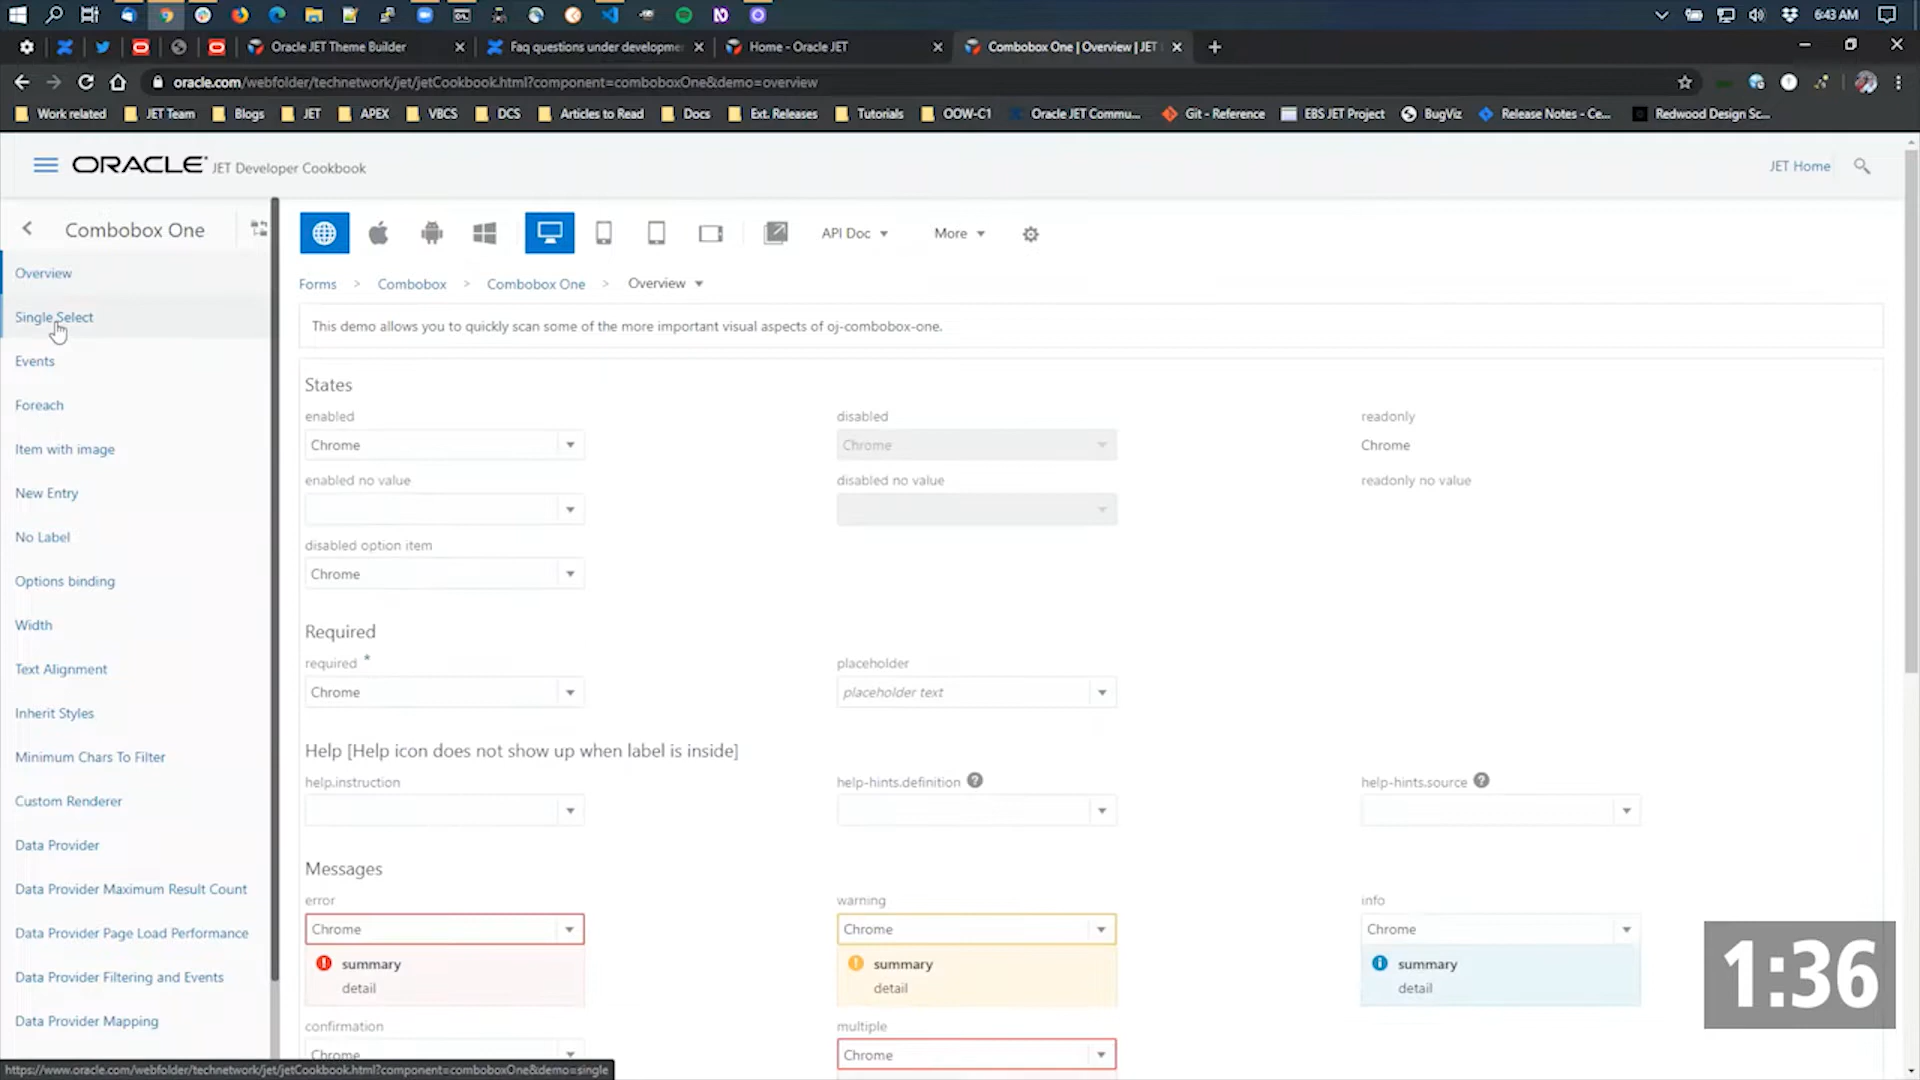 6:43 AM
Oracle JET Theme Builder
Faq questions under developme
Home - Oracle JET
Combobox One | Overview | JET
oracle.com/webfolder/technetwork/jet/jetCookbook.html?component=comboboxOne&demo=overview
Work related
JET Team
Blogs
JET
APEX
VBCS
DCS
Articles to Read
Docs
Ext. Releases
Tutorials
OOW-C1
Oracle JET Commu...
Git - Reference
EBS JET Project
BugViz
Release Notes - Ce...
Redwood Design Sc...
ORACLE JET Developer Cookbook
JET Home
Combobox One
API Doc
More
Overview
Single Select
Events
Foreach
Item with image
New Entry
No Label
Options binding
Width
Text Alignment
Inherit Styles
Minimum Chars To Filter
Custom Renderer
Data Provider
Data Provider Maximum Result Count
Data Provider Page Load Performance
Data Provider Filtering and Events
Data Provider Mapping
Forms > Combobox > Combobox One > Overview
This demo allows you to quickly scan some of the more important visual aspects of oj-combobox-one.
States
enabled
disabled
readonly
Chrome
Chrome
Chrome
enabled no value
disabled no value
readonly no value
disabled option item
Chrome
Required
required *
placeholder
Chrome
placeholder text
Help [Help icon does not show up when label is inside]
help.instruction
help-hints.definition ?
help-hints.source ?
Messages
error
warning
info
Chrome
Chrome
Chrome
summary
summary
summary
detail
detail
detail
confirmation
multiple
Chrome
Chrome
1:36
https://www.oracle.com/webfolder/technetwork/jet/jetCookbook.html?component=comboboxOne&demo=single